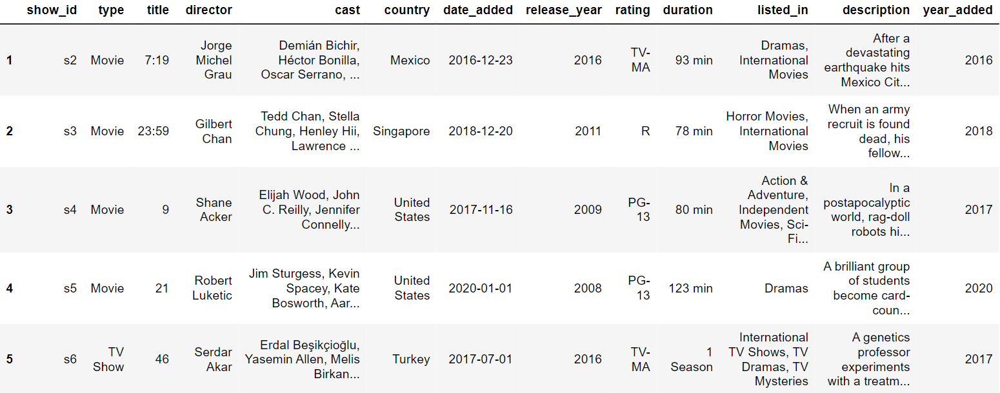 show_id type title director cast country date_added release_year rating duration listed_in description year_added
1 s2 Movie 7:19 Jorge Michel Grau Demián Bichir, Héctor Bonilla, Oscar Serrano, ... Mexico 2016-12-23 2016 TV-MA 93 min Dramas, International Movies After a devastating earthquake hits Mexico Cit... 2016
2 s3 Movie 23:59 Gilbert Chan Tedd Chan, Stella Chung, Henley Hii, Lawrence ... Singapore 2018-12-20 2011 R 78 min Horror Movies, International Movies When an army recruit is found dead, his fellow... 2018
3 s4 Movie 9 Shane Acker Elijah Wood, John C. Reilly, Jennifer Connelly... United States 2017-11-16 2009 PG-13 80 min Action & Adventure, Independent Movies, Sci-Fi... In a postapocalyptic world, rag-doll robots hi... 2017
4 s5 Movie 21 Robert Luketic Jim Sturgess, Kevin Spacey, Kate Bosworth, Aar... United States 2020-01-01 2008 PG-13 123 min Dramas A brilliant group of students become card-coun... 2020
5 s6 TV Show 46 Serdar Akar Erdal Beşikçioğlu, Yasemin Allen, Melis Birkan... Turkey 2017-07-01 2016 TV-MA 1 Season International TV Shows, TV Dramas, TV Mysteries A genetics professor experiments with a treatm... 2017